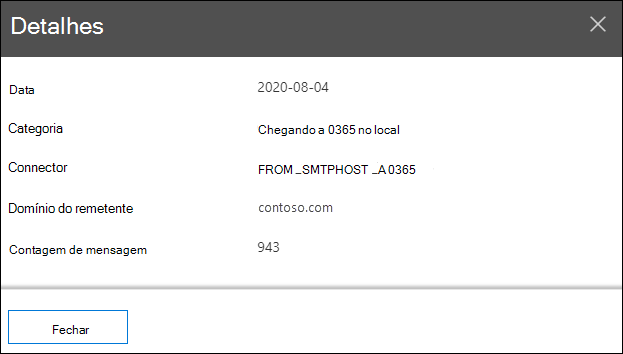 Detalhes
Data 2020-08-04
Categoria Chegando a 0365 no local
Connector FROM _SMTPHOST _A 0365
Domínio do remetente contoso.com
Contagem de mensagem 943
Fechar